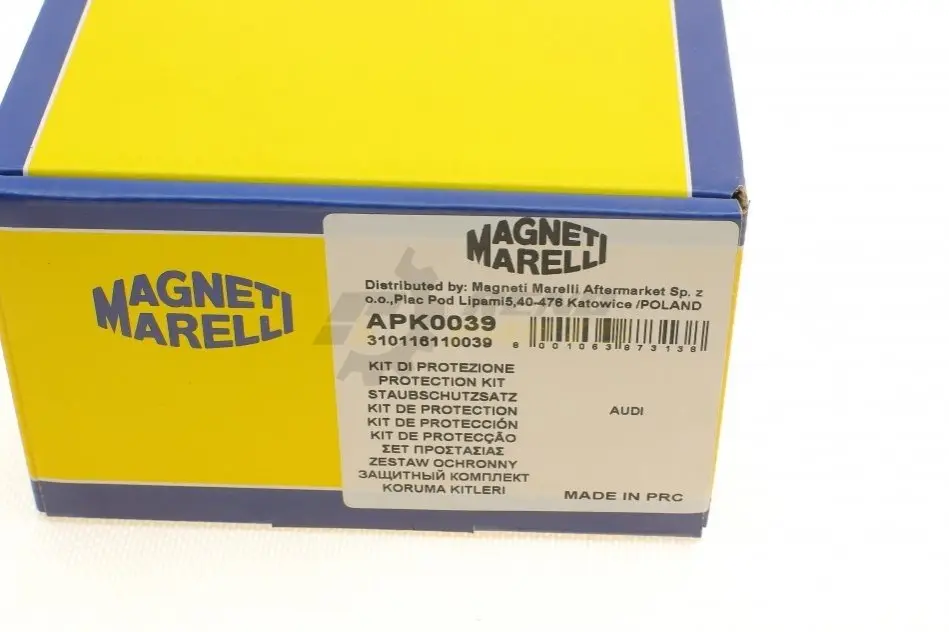 MAGNETI
MARELLI
MAGNETI
MARELLI
Distributed by: Magneti Marelli Aftermarket Sp. z
o.o.,Plac Pod Lipami5,40-476 Katowice /POLAND
APK0039
310116110039
8001063873138
KIT DI PROTEZIONE
PROTECTION KIT
STAUBSCHUTZSATZ
KIT DE PROTECTION
KIT DE PROTECCIÓN
KIT DE PROTECÇÃO
ΣΕΤ ΠΡΟΣΤΑΣΙΑΣ
ZESTAW OCHRONNY
ЗАЩИТНЫЙ КОМПЛЕКТ
KORUMA KITLERI
AUDI
MADE IN PRC